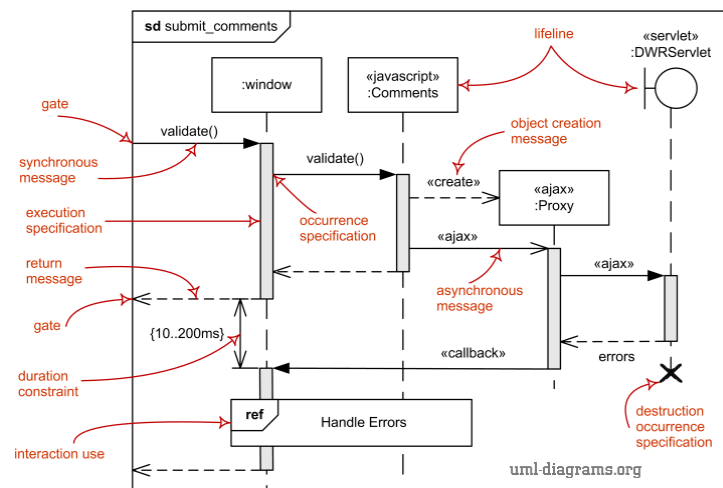 sd submit_comments
lifeline
«servlet»
:DWRServlet
:window
«javascript»
:Comments
gate
object creation
message
validate()
synchronous
message
validate()
«create»
«ajax»
:Proxy
execution
specification
occurrence
specification
«ajax»
return
message
asynchronous
message
«ajax»
gate
{10..200ms}
«callback»
errors
duration
constraint
ref
Handle Errors
destruction
occurrence
specification
interaction use
uml-diagrams.org